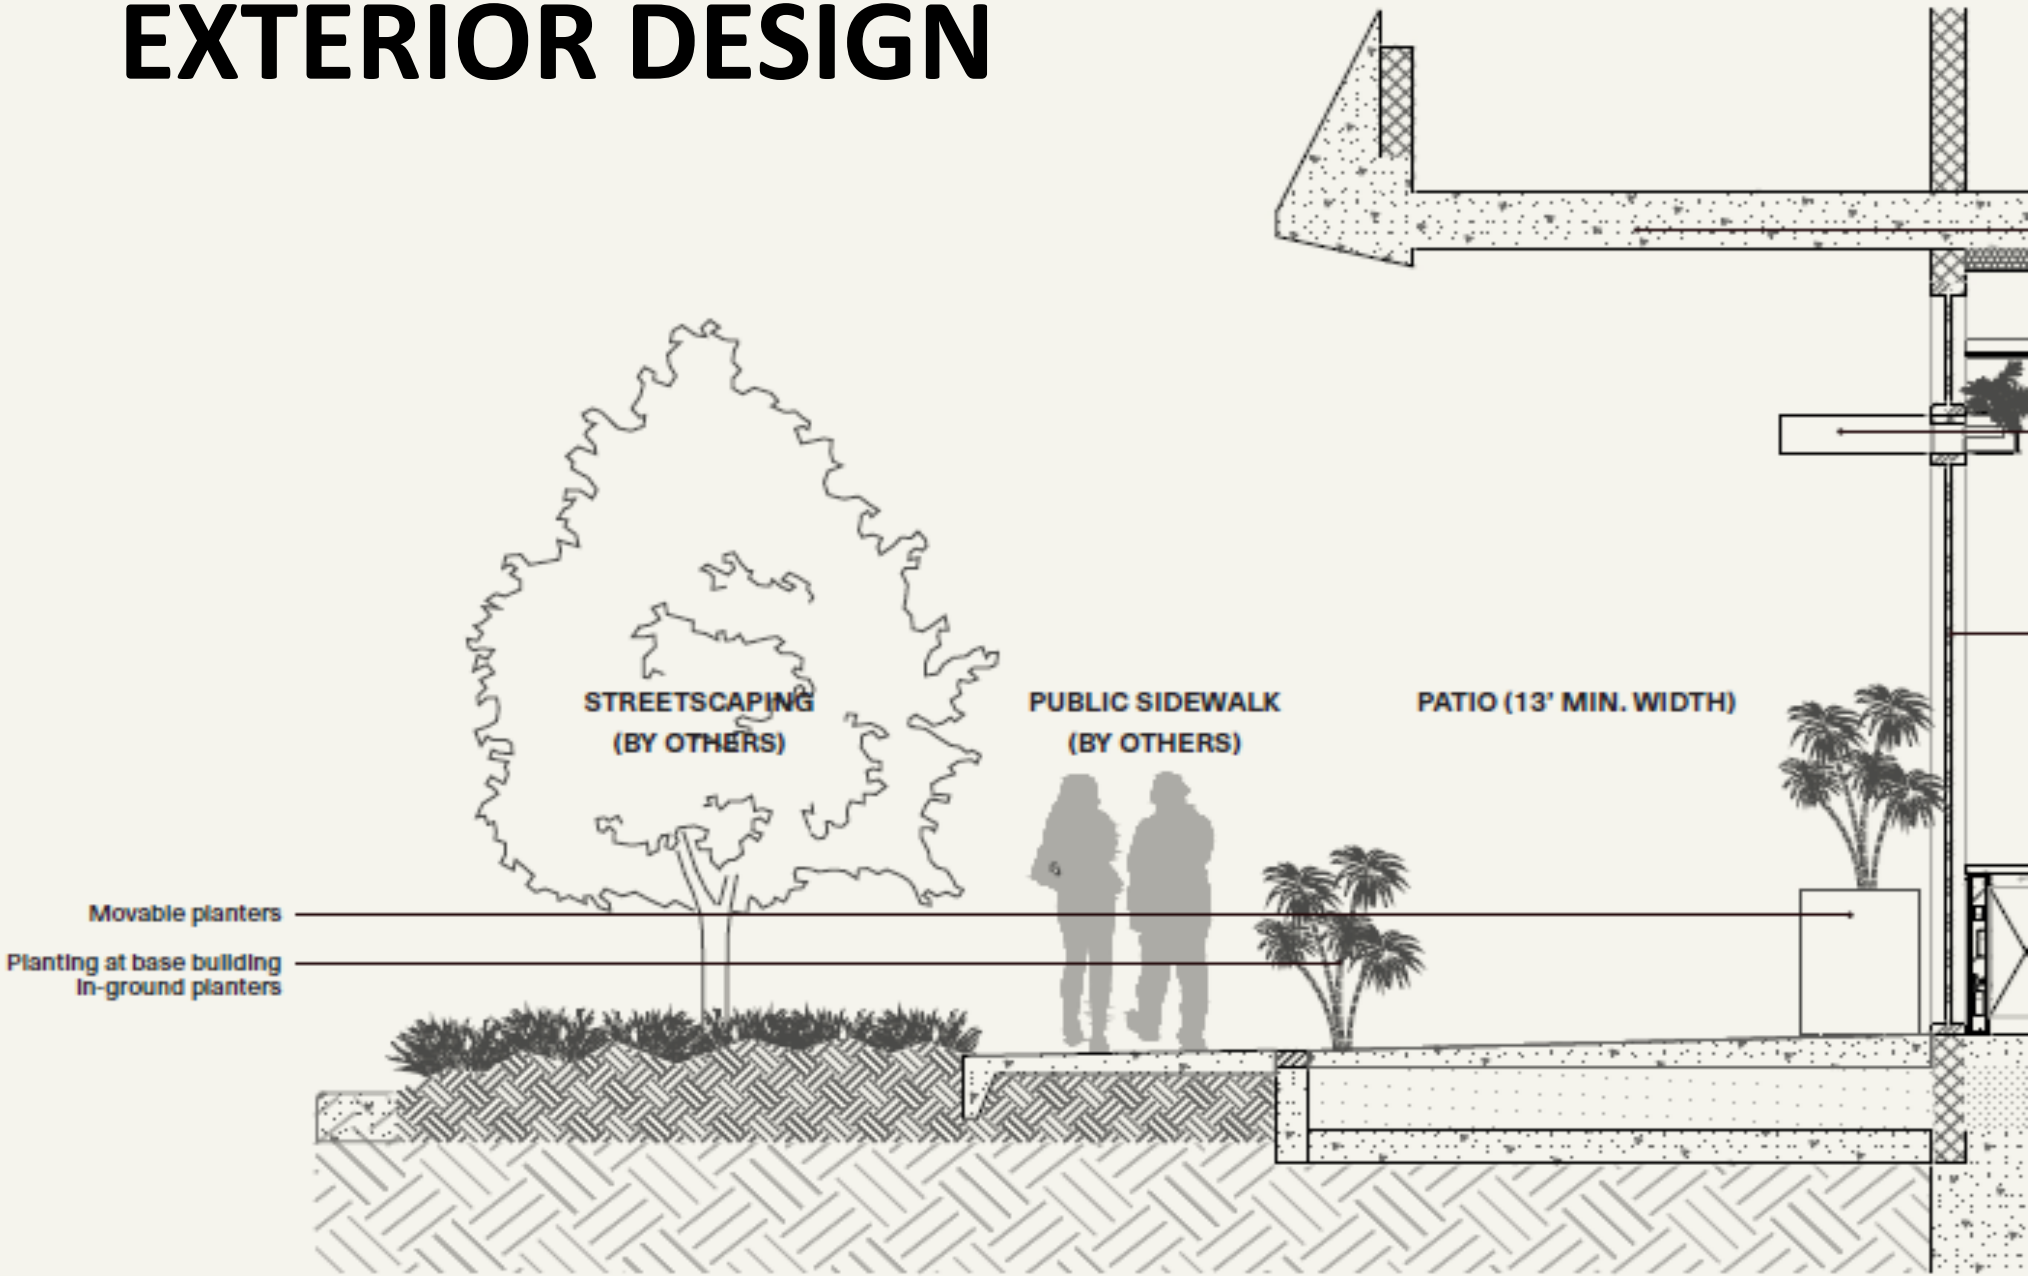 EXTERIOR DESIGN
STREETSCAPING
(BY OTHERS)
PUBLIC SIDEWALK
(BY OTHERS)
PATIO (13' MIN. WIDTH)
Movable planters
Planting at base building
in-ground planters